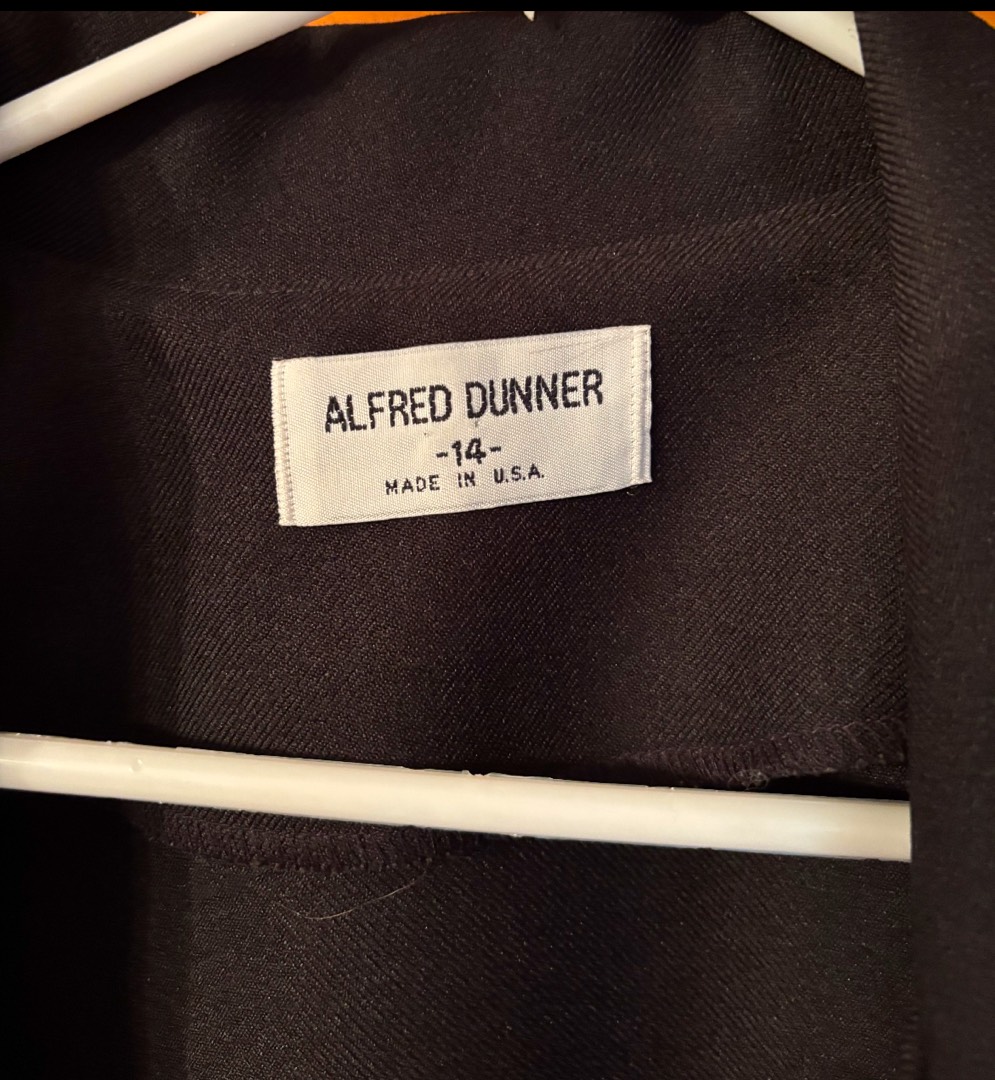 ALFRED DUNNER
-14-
MADE IN U.S.A.